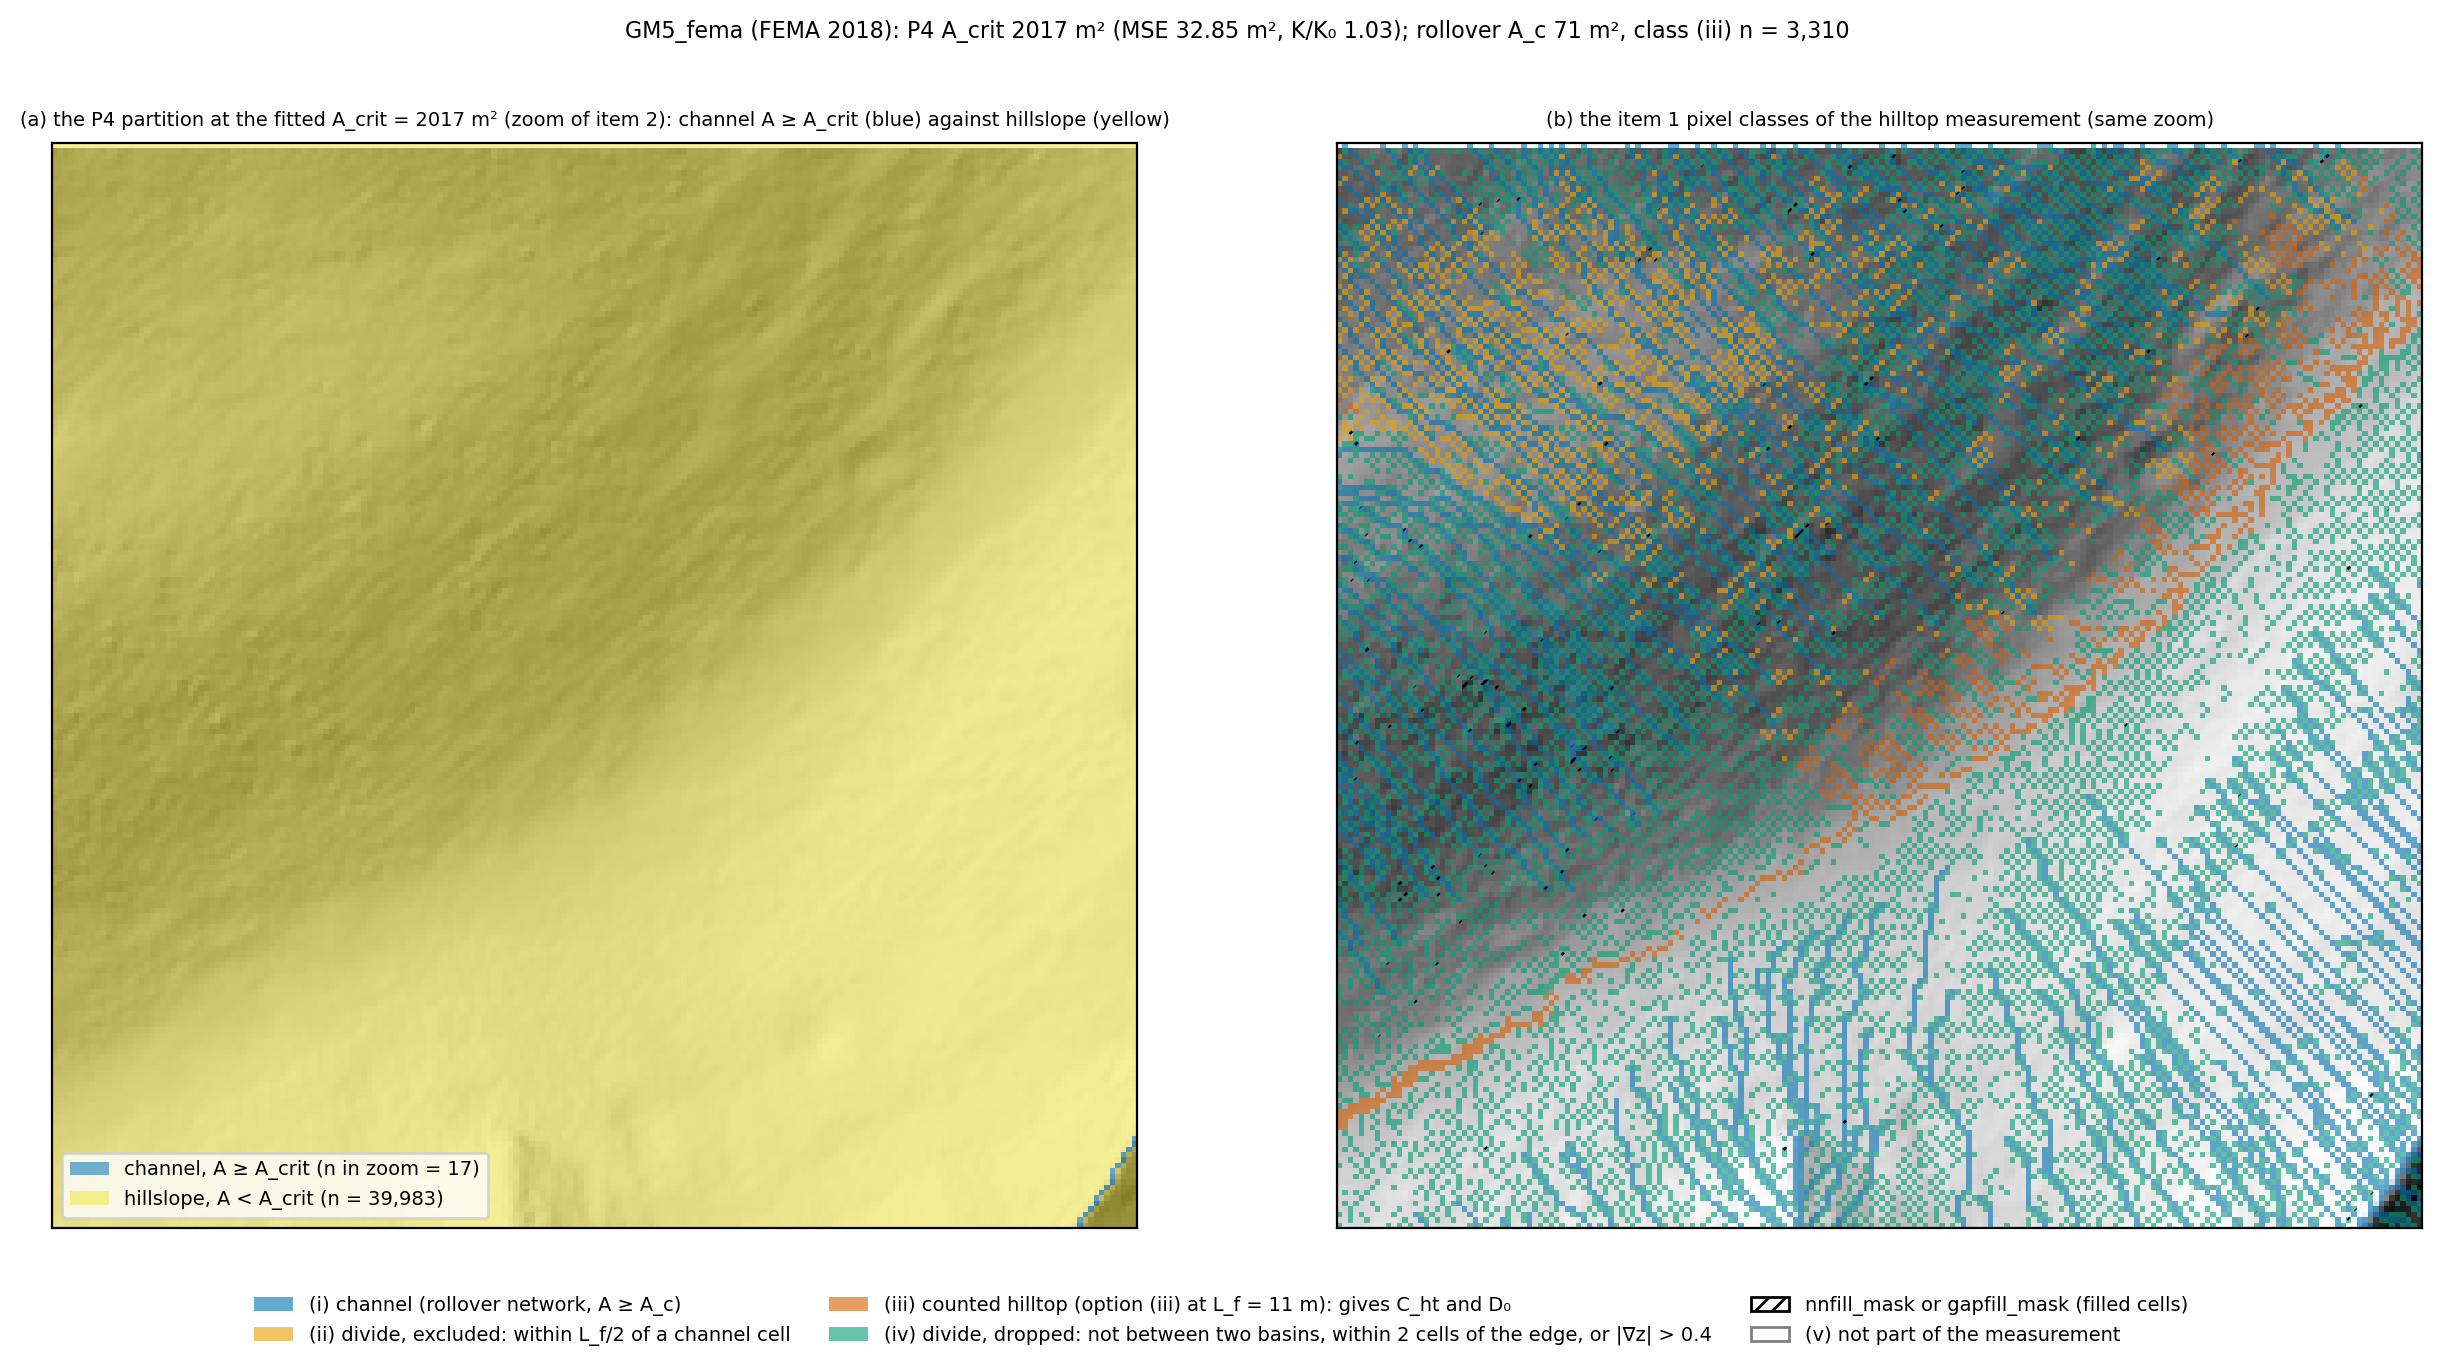 GM5_fema (FEMA 2018): P4 A_crit 2017 m² (MSE 32.85 m², K/K₀ 1.03); rollover A_c 71 m², class (iii) n = 3,310
(a) the P4 partition at the fitted A_crit = 2017 m² (zoom of item 2): channel A ≥ A_crit (blue) against hillslope (yellow)
(b) the item 1 pixel classes of the hilltop measurement (same zoom)
channel, A ≥ A_crit (n in zoom = 17)
hillslope, A < A_crit (n = 39,983)
(i) channel (rollover network, A ≥ A_c)
(ii) divide, excluded: within L_f/2 of a channel cell
(iii) counted hilltop (option (iii) at L_f = 11 m): gives C_ht and D₀
(iv) divide, dropped: not between two basins, within 2 cells of the edge, or |∇z| > 0.4
nnfill_mask or gapfill_mask (filled cells)
(v) not part of the measurement